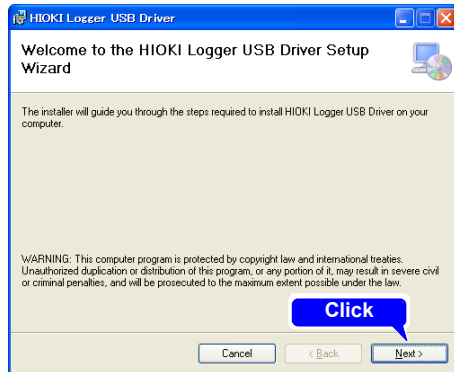 HIOKI Logger USB Driver
Welcome to the HIOKI Logger USB Driver Setup
Wizard
The installer will guide you through the steps required to install HIOKI Logger USB Driver on your
computer.
WARNING: This computer program is protected by copyright law and international treaties.
Unauthorized duplication or distribution of this program, or any portion of it, may result in severe civil
or criminal penalties, and will be prosecuted to the maximum extent possible under the law.
Click
Cancel < Back Next >